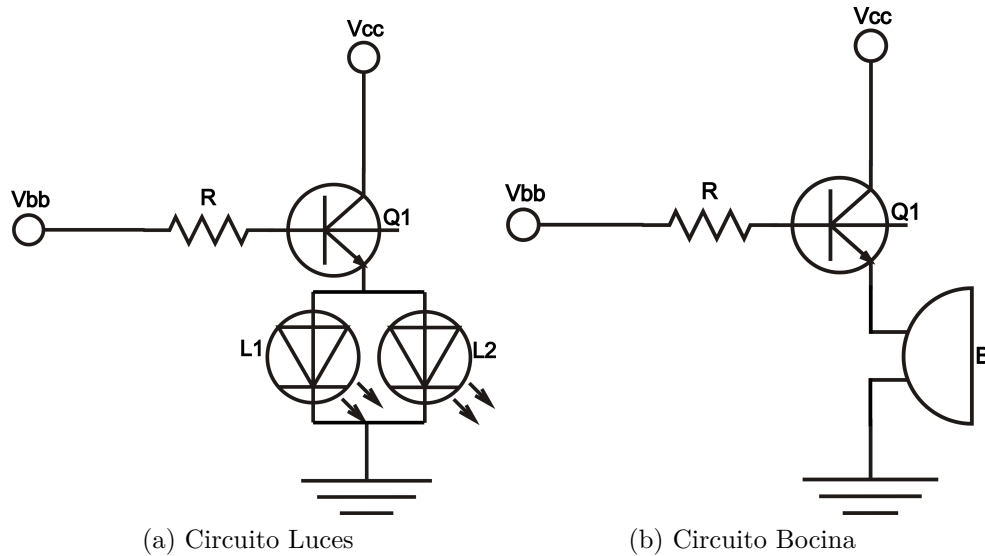 Vcc
Vbb
R
Q1
L1
L2
(a) Circuito Luces
Vcc
Vbb
R
Q1
B
(b) Circuito Bocina